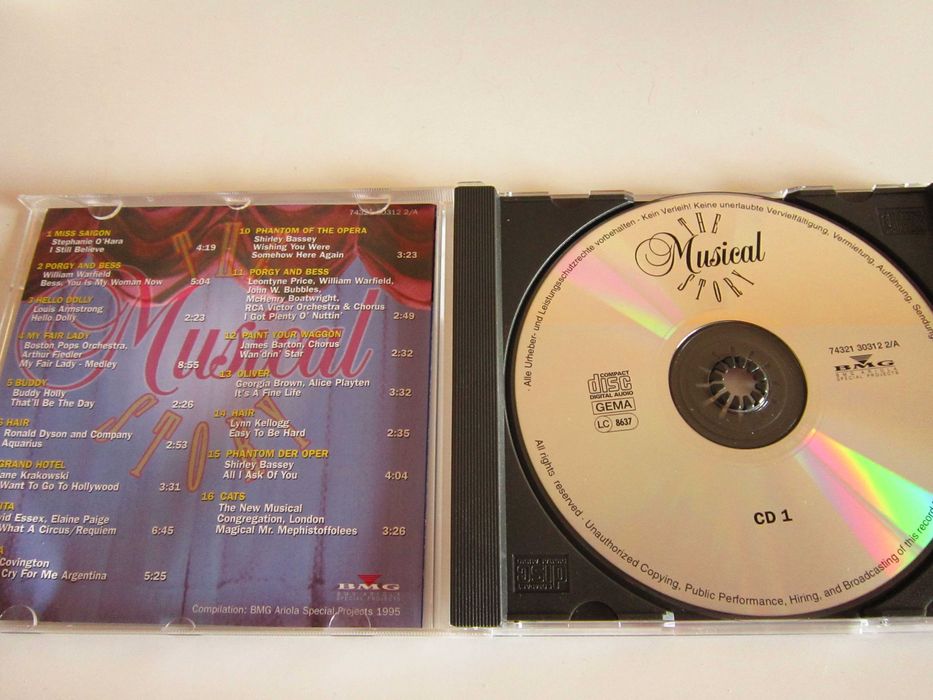 74321 30312 2/A
1 MISS SAIGON
Stephanie O'Hara
I Still Believe 4:19
2 PORGY AND BESS
William Warfield
Bess, You Is My Woman Now 5:04
3 HELLO DOLLY
Louis Armstrong
Hello Dolly 2:23
4 MY FAIR LADY
Boston Pops Orchestra,
Arthur Fiedler
My Fair Lady - Medley 8:55
5 BUDDY
Buddy Holly
That'll Be The Day 2:26
HAIR
Ronald Dyson and Company
Aquarius 2:53
GRAND HOTEL
ane Krakowski
Want To Go To Hollywood 3:31
ITA
vid Essex, Elaine Paige
What A Circus/Requiem 6:45
A
Covington
Cry For Me Argentina 5:25
10 PHANTOM OF THE OPERA
Shirley Bassey
Wishing You Were
Somehow Here Again 3:23
11 PORGY AND BESS
Leontyne Price, William Warfield,
John W. Bubbles,
McHenry Boatwright,
RCA Victor Orchestra & Chorus
I Got Plenty O' Nuttin' 2:49
12 PAINT YOUR WAGGON
James Barton, Chorus
Wan'drin' Star 2:32
13 OLIVER
Georgia Brown, Alice Playten
It's A Fine Life 3:32
14 HAIR
Lynn Kellogg
Easy To Be Hard 2:35
15 PHANTOM DER OPER
Shirley Bassey
All I Ask Of You 4:04
16 CATS
The New Musical
Congregation, London
Magical Mr. Mephistoffolees 3:26
THE
Musical
STORY
BMG
Compilation: BMG Ariola Special Projects 1995
Alle Urheber- und Leistungsschutzrechte vorbehalten - Kein Verleih! Keine unerlaubte Vervielfältigung, Vermietung, Aufführung, Sendung
THE
Musical
STORY
74321 30312 2/A
BMG
SPECIAL PROJECTS
COMPACT
disc
DIGITAL AUDIO
GEMA
LC 8637
CD 1
All rights reserved - Unauthorized Copying, Public Performance, Hiring, and Broadcasting of this record